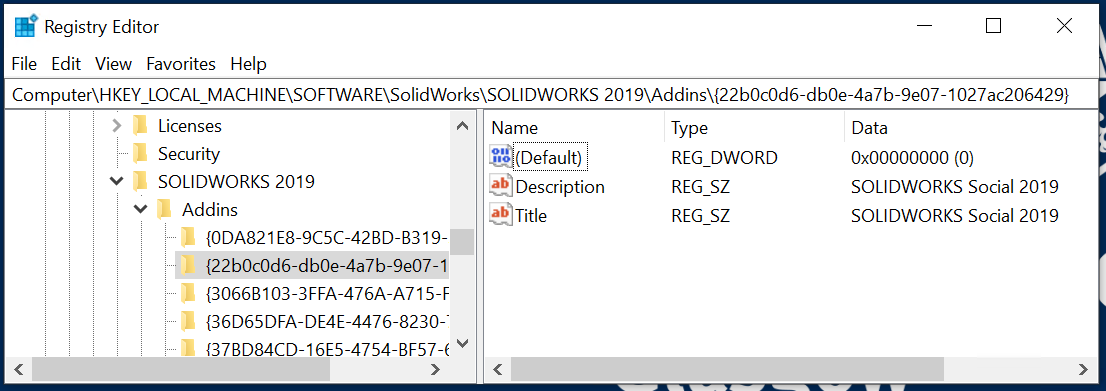 Registry Editor
File Edit View Favorites Help
Computer\HKEY_LOCAL_MACHINE\SOFTWARE\SolidWorks\SOLIDWORKS 2019\Addins\{22b0c0d6-db0e-4a7b-9e07-1027ac206429}
Licenses
Security
SOLIDWORKS 2019
Addins
{0DA821E8-9C5C-42BD-B319-
{22b0c0d6-db0e-4a7b-9e07-1
{3066B103-3FFA-476A-A715-F
{36D65DFA-DE4E-4476-8230-
{37BD84CD-16E5-4754-BF57-6
Name Type Data
(Default) REG_DWORD 0x00000000 (0)
Description REG_SZ SOLIDWORKS Social 2019
Title REG_SZ SOLIDWORKS Social 2019